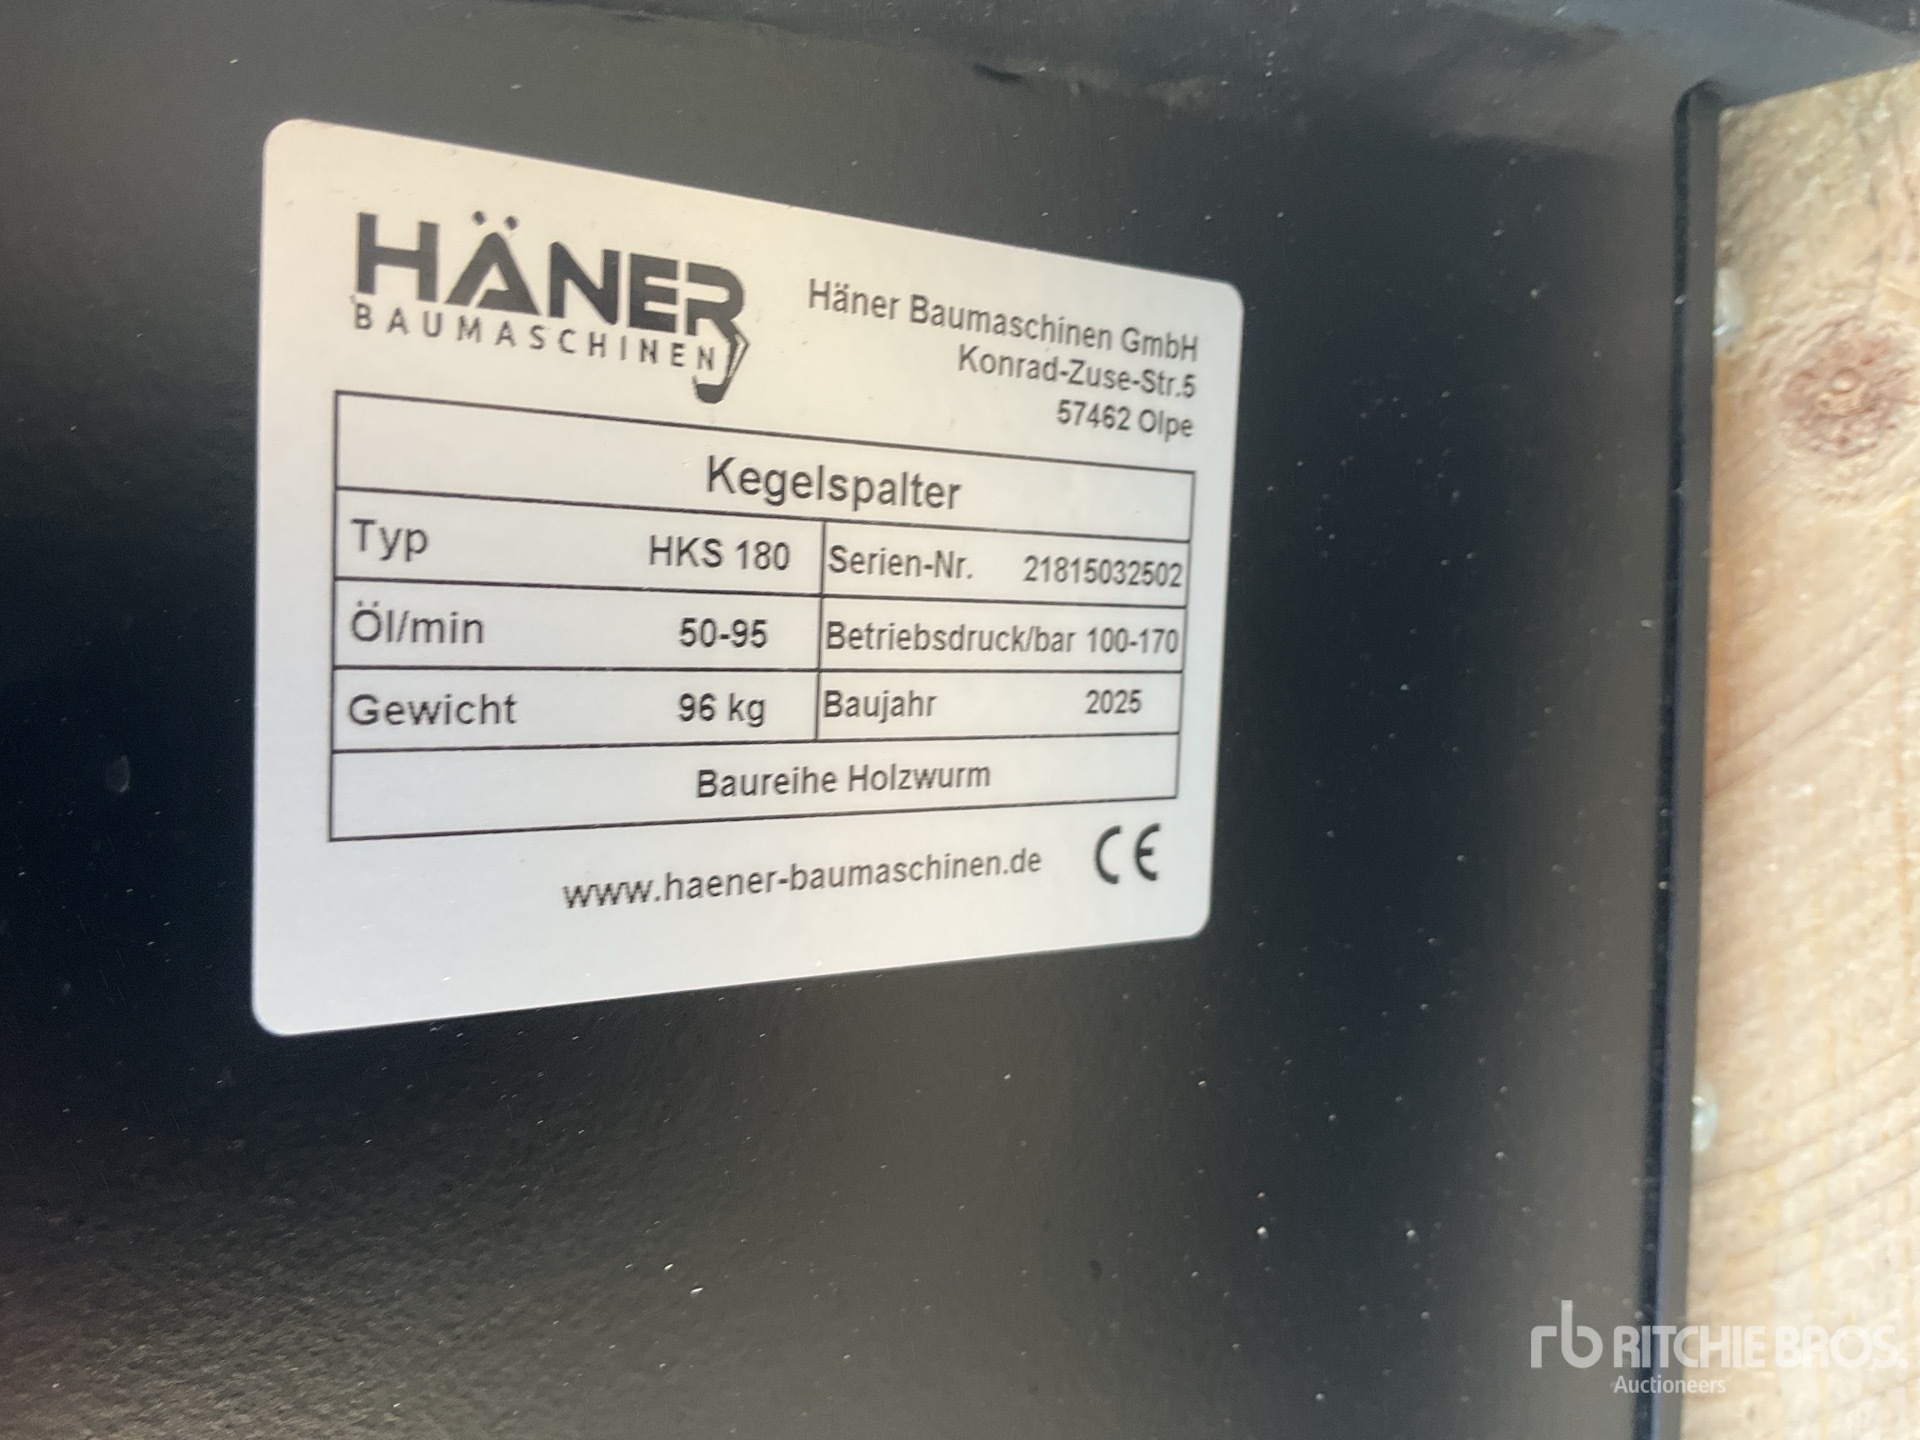 HÄNER
BAUMASCHINEN
Häner Baumaschinen GmbH
Konrad-Zuse-Str.5
57462 Olpe
Kegelspalter
Typ HKS 180 Serien-Nr. 21815032502
Öl/min 50-95 Betriebsdruck/bar 100-170
Gewicht 96 kg Baujahr 2025
Baureihe Holzwurm
www.haener-baumaschinen.de CE
rb RITCHIE BROS.
Auctioneers